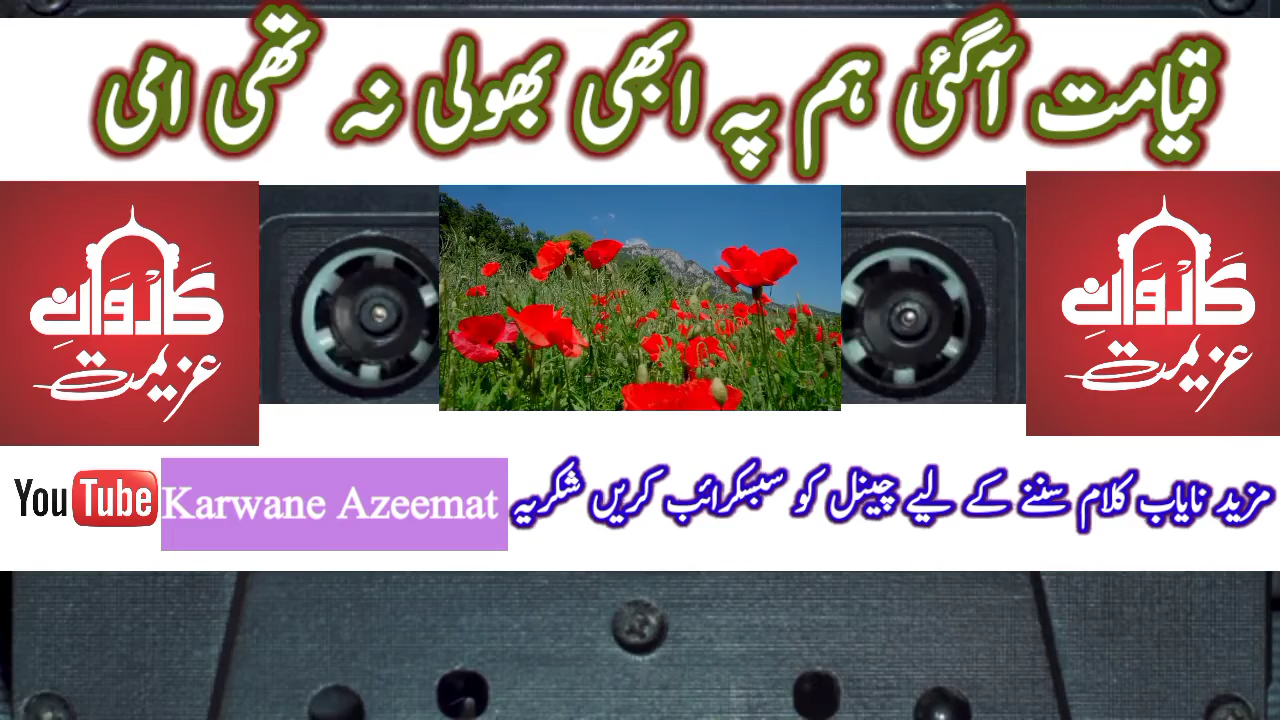 قیامت آگئی ہم پہ ابھی بھولی نہ تھی امی
کاروانِ
عزیمت
کاروانِ
عزیمت
مزید نایاب کلام سننے کے لیے چینل کو سبسکرائب کریں شکریہ
YouTube Karwane Azeemat